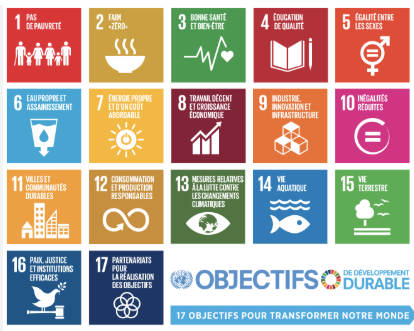 1 PAS
DE PAUVRETÉ
2 FAIM
«ZÉRO»
3 BONNE SANTÉ
ET BIEN-ÊTRE
4 ÉDUCATION
DE QUALITÉ
5 ÉGALITÉ ENTRE
LES SEXES
6 EAU PROPRE ET
ASSAINISSEMENT
7 ÉNERGIE PROPRE
ET D'UN COÛT
ABORDABLE
8 TRAVAIL DÉCENT
ET CROISSANCE
ÉCONOMIQUE
9 INDUSTRIE,
INNOVATION ET
INFRASTRUCTURE
10 INÉGALITÉS
RÉDUITES
11 VILLES ET
COMMUNAUTÉS
DURABLES
12 CONSOMMATION
ET PRODUCTION
RESPONSABLES
13 MESURES RELATIVES
À LA LUTTE CONTRE
LES CHANGEMENTS
CLIMATIQUES
14 VIE
AQUATIQUE
15 VIE
TERRESTRE
16 PAIX, JUSTICE
ET INSTITUTIONS
EFFICACES
17 PARTENARIATS
POUR
LA RÉALISATION
DES OBJECTIFS
OBJECTIFS DE DÉVELOPPEMENT
DURABLE
17 OBJECTIFS POUR TRANSFORMER NOTRE MONDE